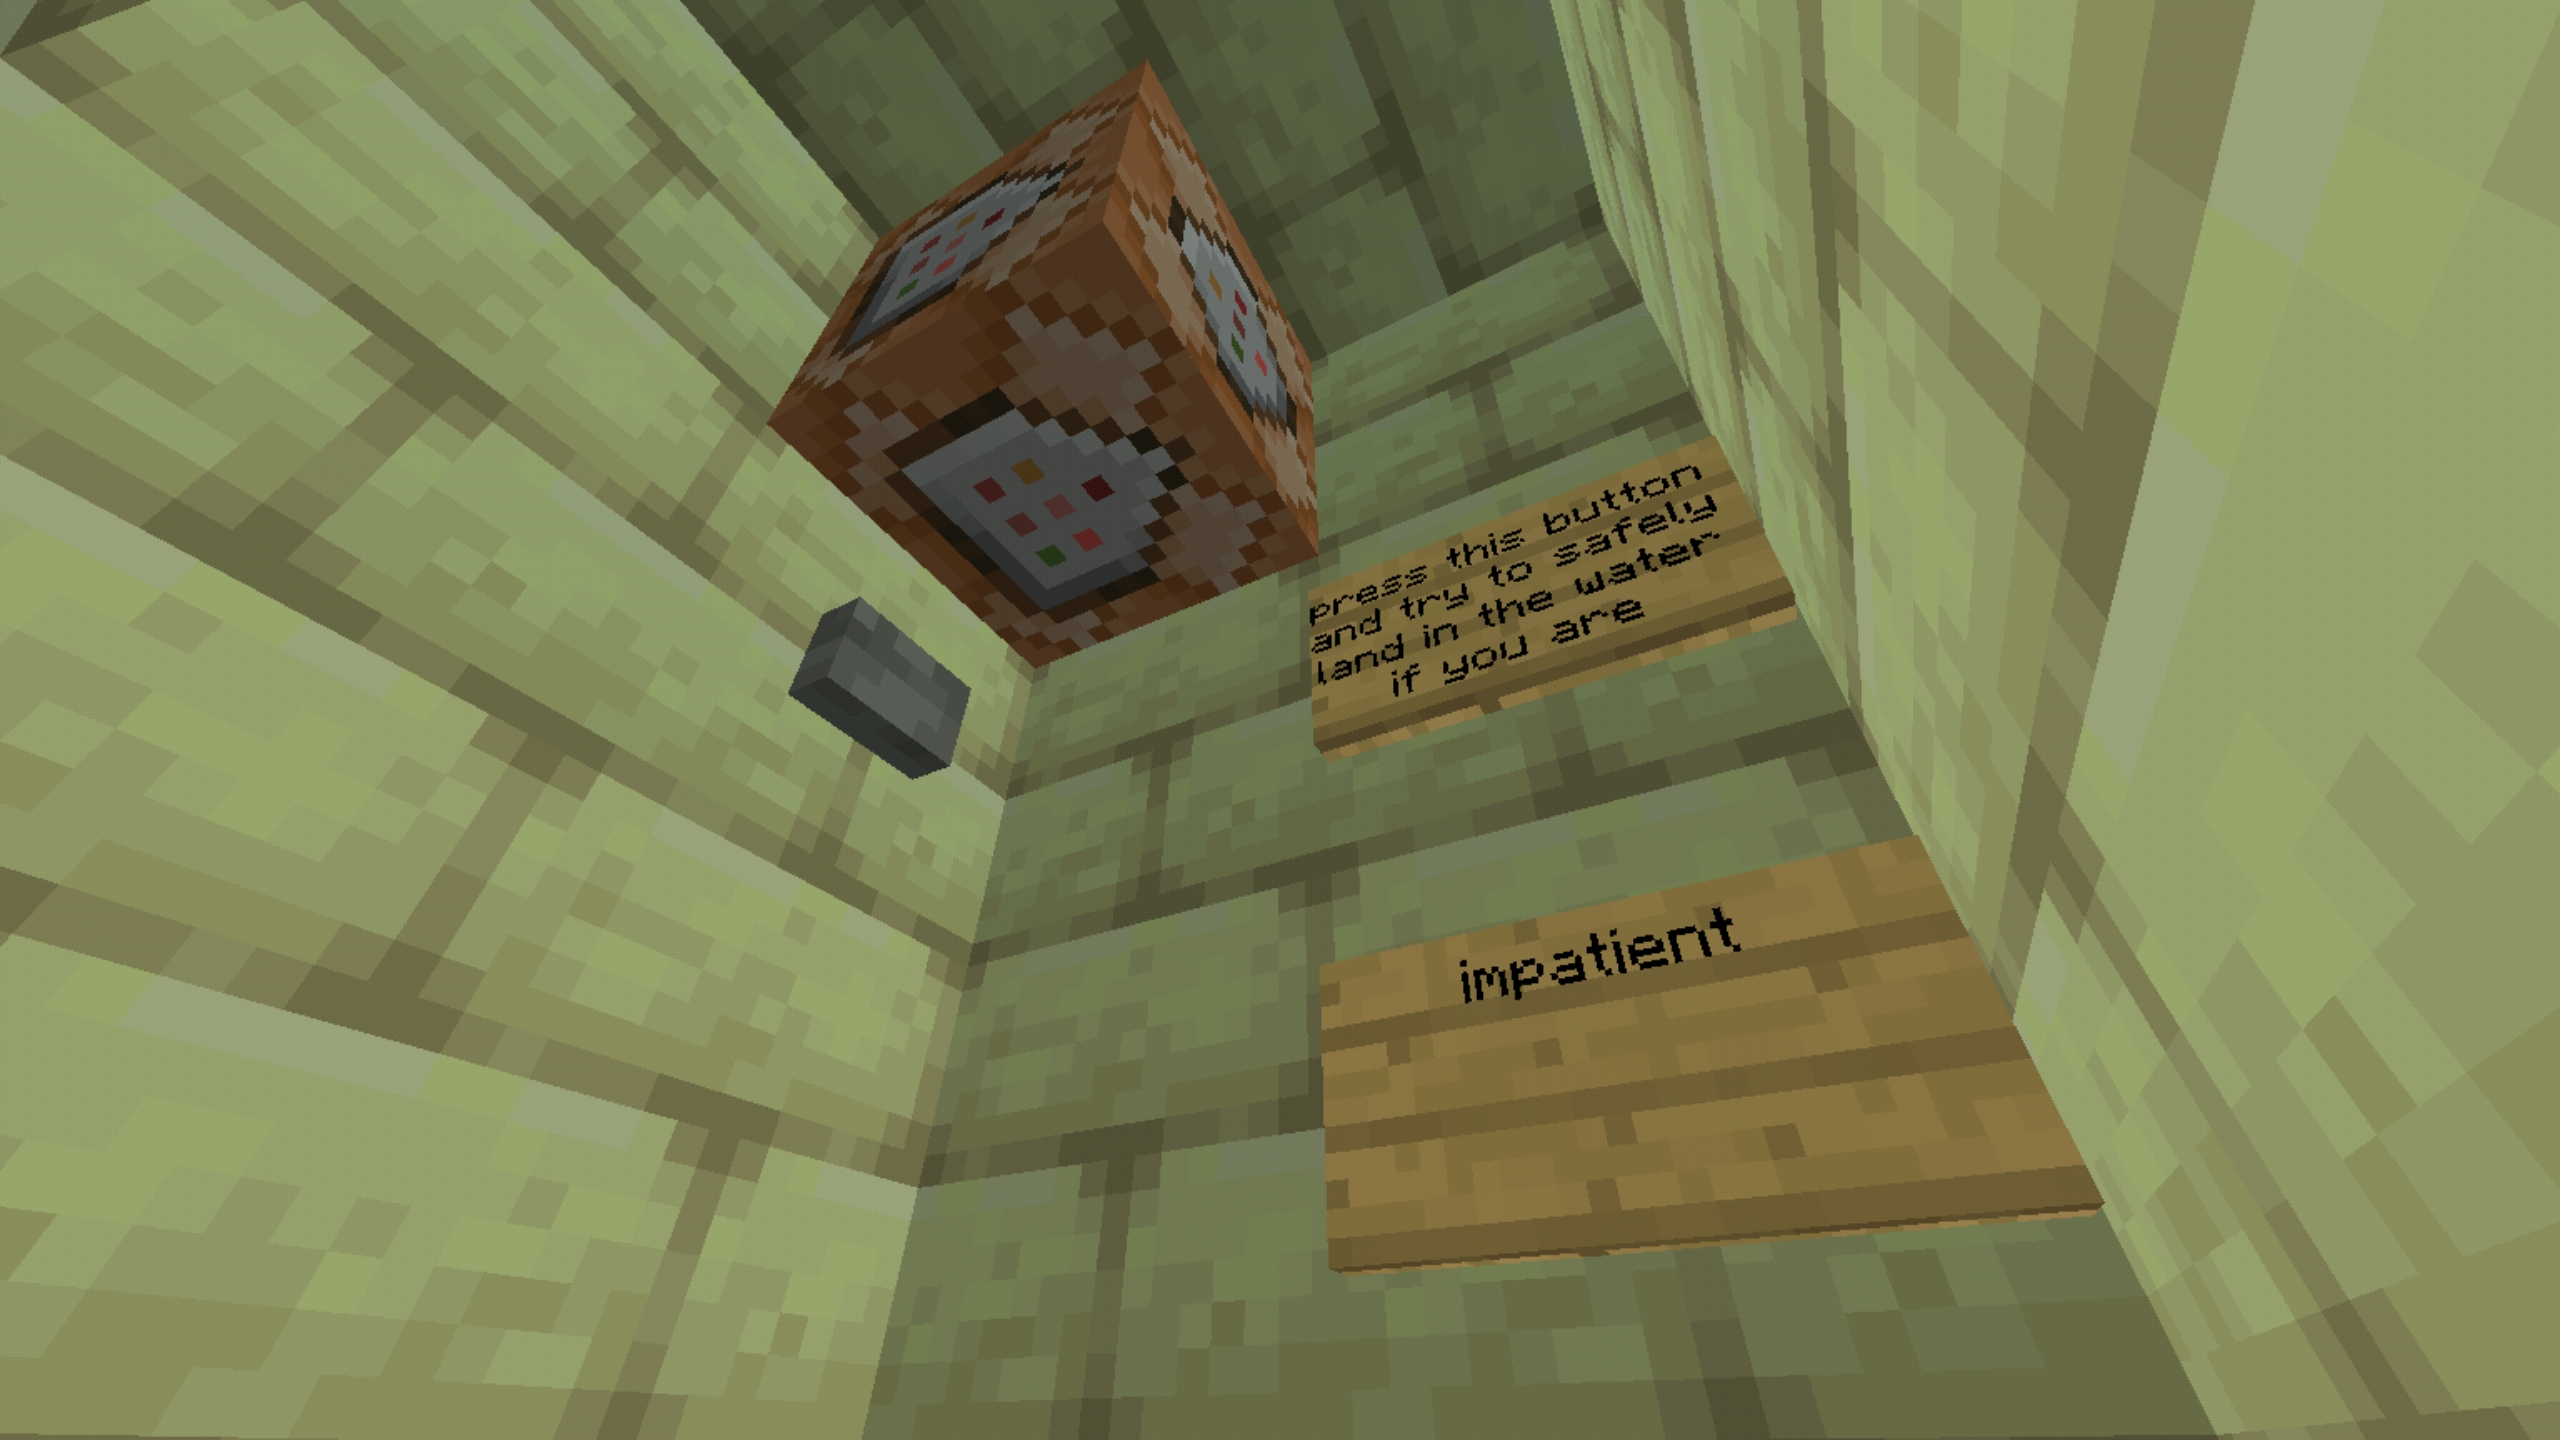 press this button
and try to safely
land in the water
if you are
impatient